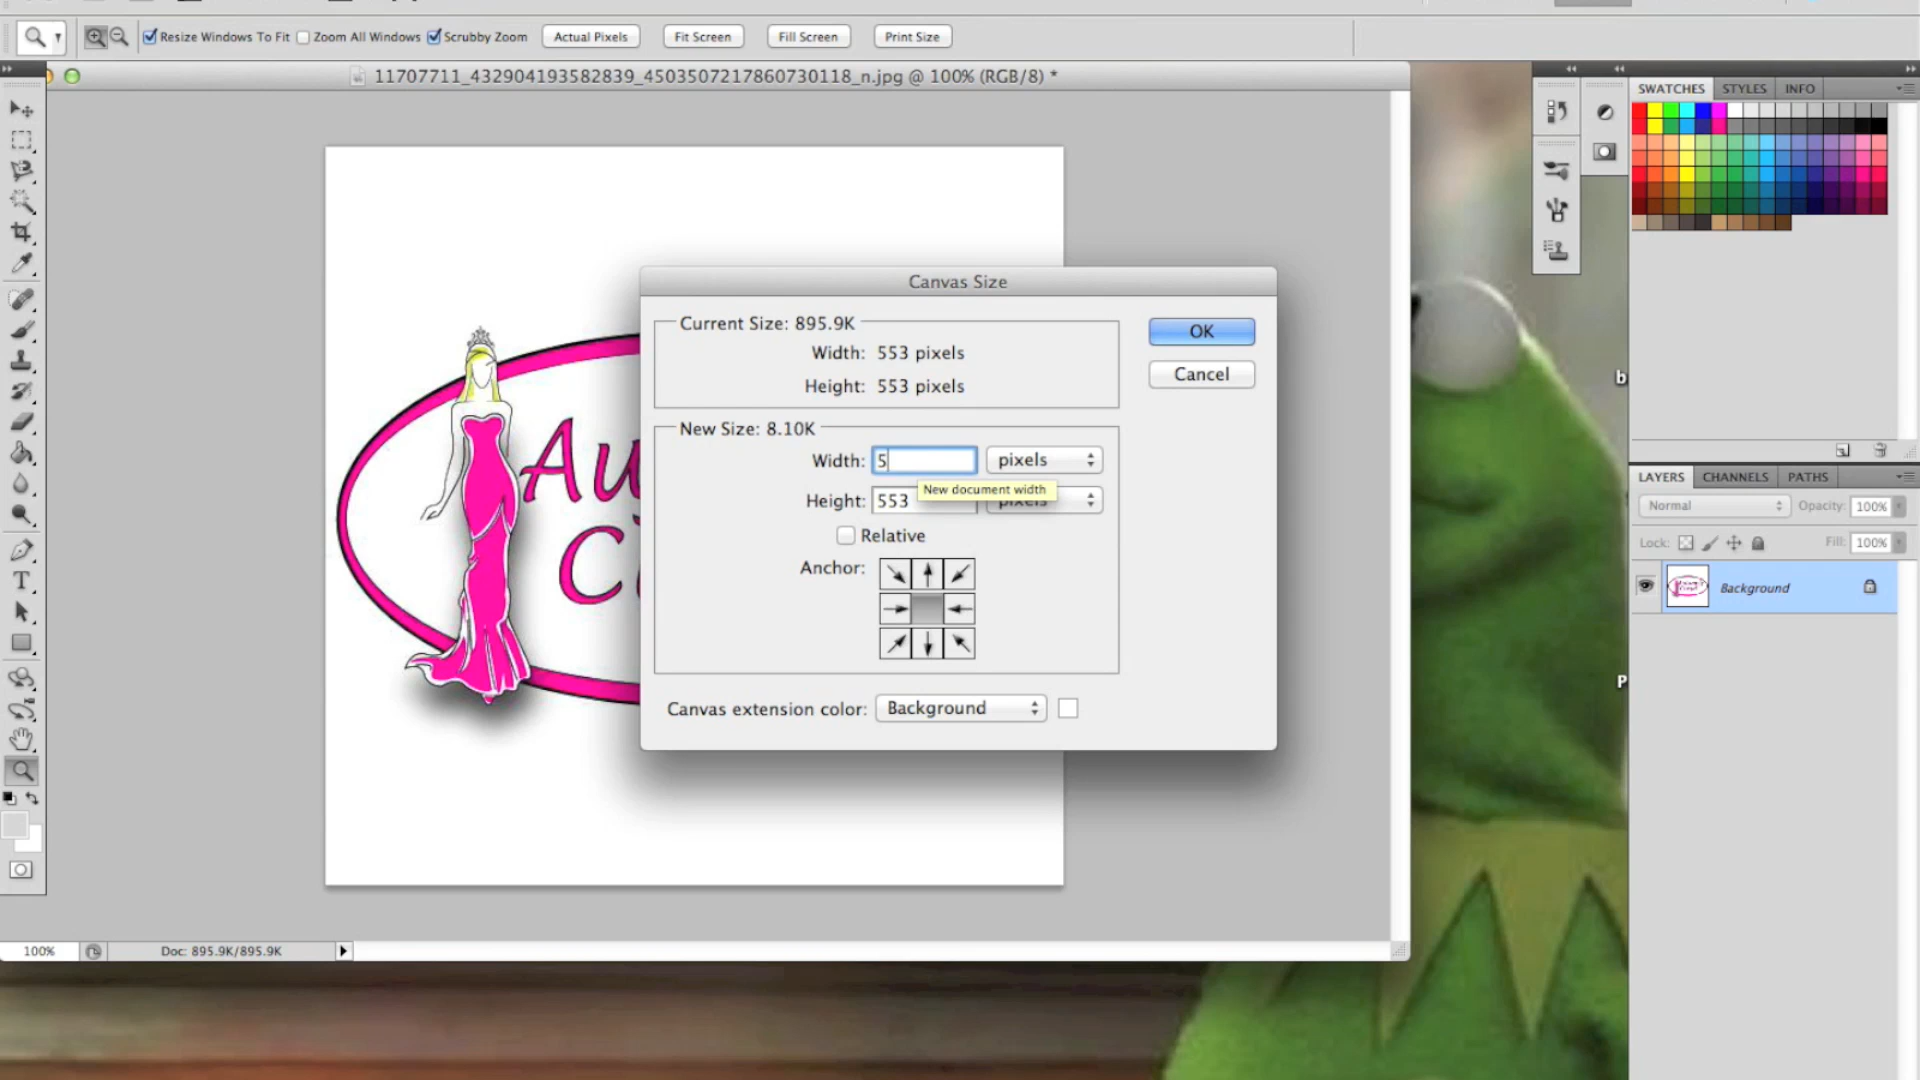 Resize Windows To Fit Zoom All Windows Scrubby Zoom Actual Pixels Fit Screen Fill Screen Print Size
11707711_432904193582839_4503507217860730118_n.jpg @ 100% (RGB/8) *
SWATCHES STYLES INFO
Canvas Size
Current Size: 895.9K
Width: 553 pixels
Height: 553 pixels
OK
Cancel
New Size: 8.10K
Width: 5 pixels
New document width
Height: 553 pixels
Relative
Anchor:
Canvas extension color: Background
Au
C
b
P
LAYERS CHANNELS PATHS
Normal Opacity: 100%
Lock: Fill: 100%
Background
100% Doc: 895.9K/895.9K